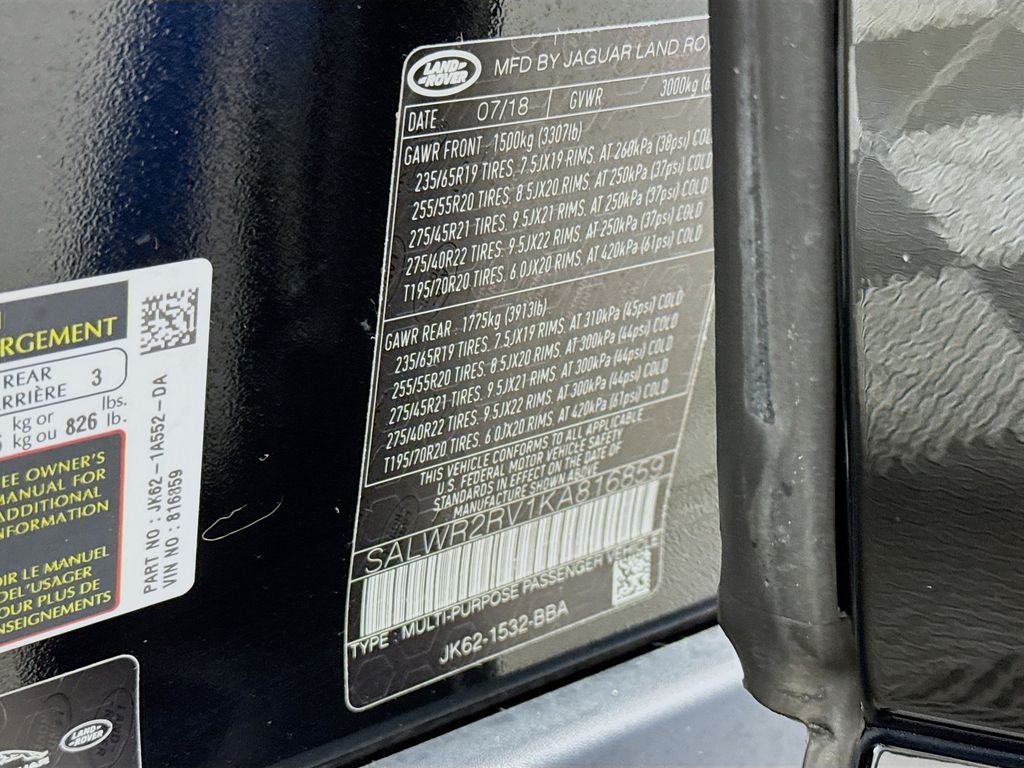 LAND ROVER
MFD BY JAGUAR LAND
DATE 07/18 GVWR 3000kg
GAWR FRONT : 1500kg (3307lb)
235/65R19 TIRES, 7.5JX19 RIMS, AT 260kPa (38psi)
255/55R20 TIRES, 8.5JX20 RIMS, AT 250kPa (37psi) COLD
275/45R21 TIRES, 9.5JX21 RIMS, AT 250kPa (37psi) COLD
275/40R22 TIRES, 9.5JX22 RIMS, AT 250kPa (37psi) COLD
T195/70R20 TIRES, 6.0JX20 RIMS, AT 420kPa (61psi) COLD
GAWR REAR : 1775kg (3913lb)
235/65R19 TIRES, 7.5JX19 RIMS, AT 310kPa (45psi) COLD
255/55R20 TIRES, 8.5JX20 RIMS, AT 300kPa (44psi) COLD
275/45R21 TIRES, 9.5JX21 RIMS, AT 300kPa (44psi) COLD
275/40R22 TIRES, 9.5JX22 RIMS, AT 300kPa (44psi) COLD
T195/70R20 TIRES, 6.0JX20 RIMS, AT 420kPa (61psi) COLD
THIS VEHICLE CONFORMS TO ALL APPLICABLE
U.S. FEDERAL MOTOR VEHICLE SAFETY
STANDARDS IN EFFECT ON THE DATE OF
MANUFACTURE SHOWN ABOVE
SALWR2RV1KA816859
TYPE : MULTI-PURPOSE PASSENGER VEHICLE
JK62-1532-BBA
RGEMENT
REAR 3
ARRIÈRE
kg or lbs.
kg ou 826 lb.
SEE OWNER'S
MANUAL FOR
ADDITIONAL
INFORMATION
LE MANUEL
DE L'USAGER
POUR PLUS DE
RENSEIGNEMENTS
PART NO : JK62-1A552-DA
VIN NO : 816859
LAND ROVER